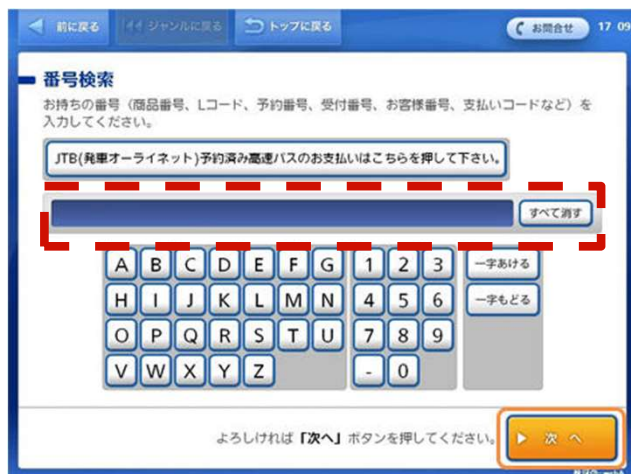 前に戻る ジャンルに戻る トップに戻る お問合せ 17 09
番号検索
お持ちの番号（商品番号、Lコード、予約番号、受付番号、お客様番号、支払いコードなど）を
入力してください。
JTB(発車オーライネット)予約済み高速バスのお支払いはこちらを押して下さい。
すべて消す
A B C D E F G 1 2 3 一字あける
H I J K L M N 4 5 6 一字もどる
O P Q R S T U 7 8 9
V W X Y Z - 0
よろしければ「次へ」ボタンを押してください。 次 へ